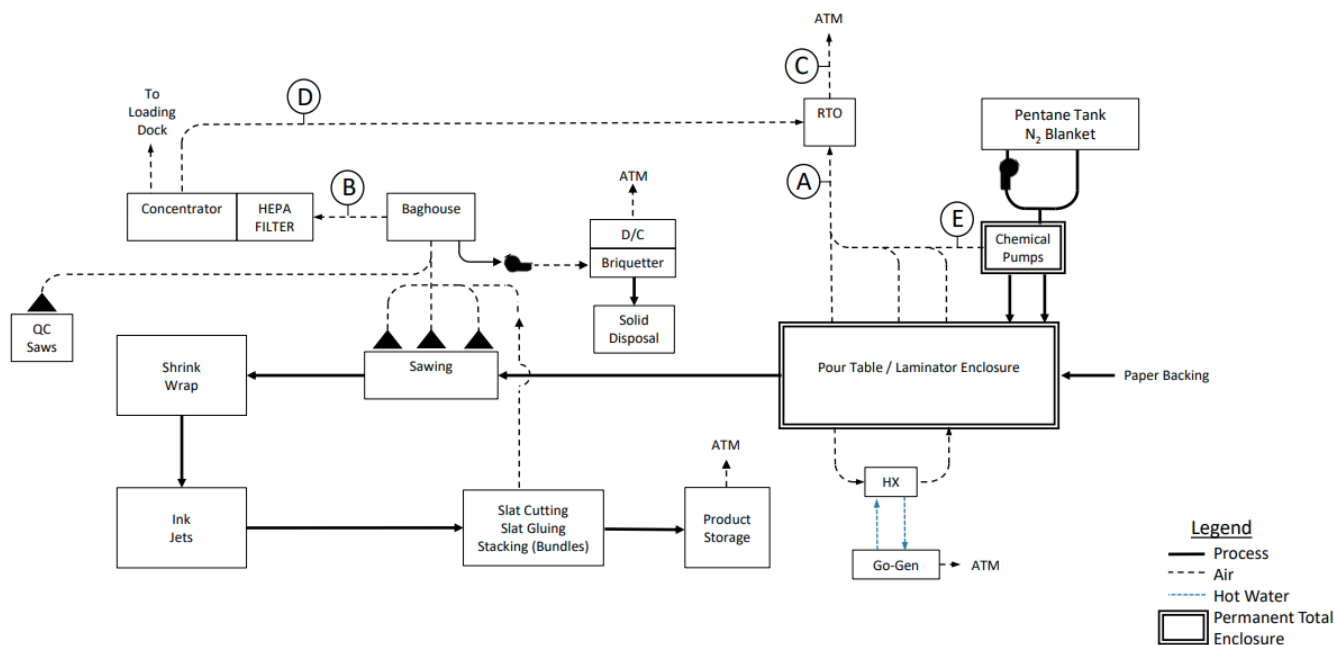 ATM
C
To
Loading
Dock
D
RTO
Pentane Tank
N₂ Blanket
A
ATM
B
Concentrator
HEPA
FILTER
Baghouse
E
D/C
Briquetter
Chemical
Pumps
QC
Saws
Solid
Disposal
Shrink
Wrap
Sawing
Pour Table / Laminator Enclosure
Paper Backing
ATM
HX
Ink
Jets
Slat Cutting
Slat Gluing
Stacking (Bundles)
Product
Storage
Go-Gen
ATM
Legend
Process
Air
Hot Water
Permanent Total
Enclosure